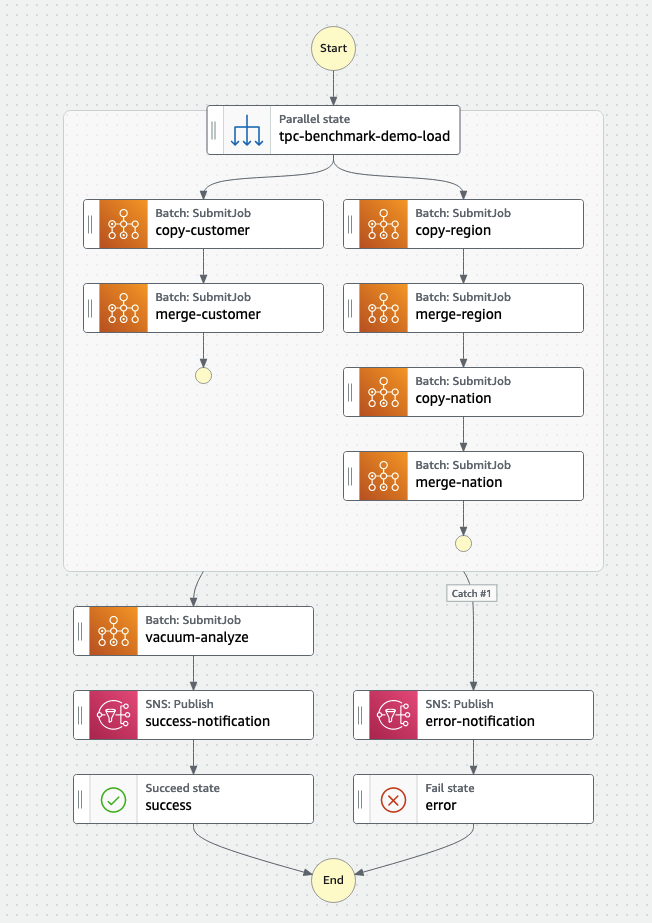 Start
Parallel state
tpc-benchmark-demo-load
Batch: SubmitJob
copy-customer
Batch: SubmitJob
copy-region
Batch: SubmitJob
merge-customer
Batch: SubmitJob
merge-region
Batch: SubmitJob
copy-nation
Batch: SubmitJob
merge-nation
Catch #1
Batch: SubmitJob
vacuum-analyze
SNS: Publish
success-notification
SNS: Publish
error-notification
Succeed state
success
Fail state
error
End